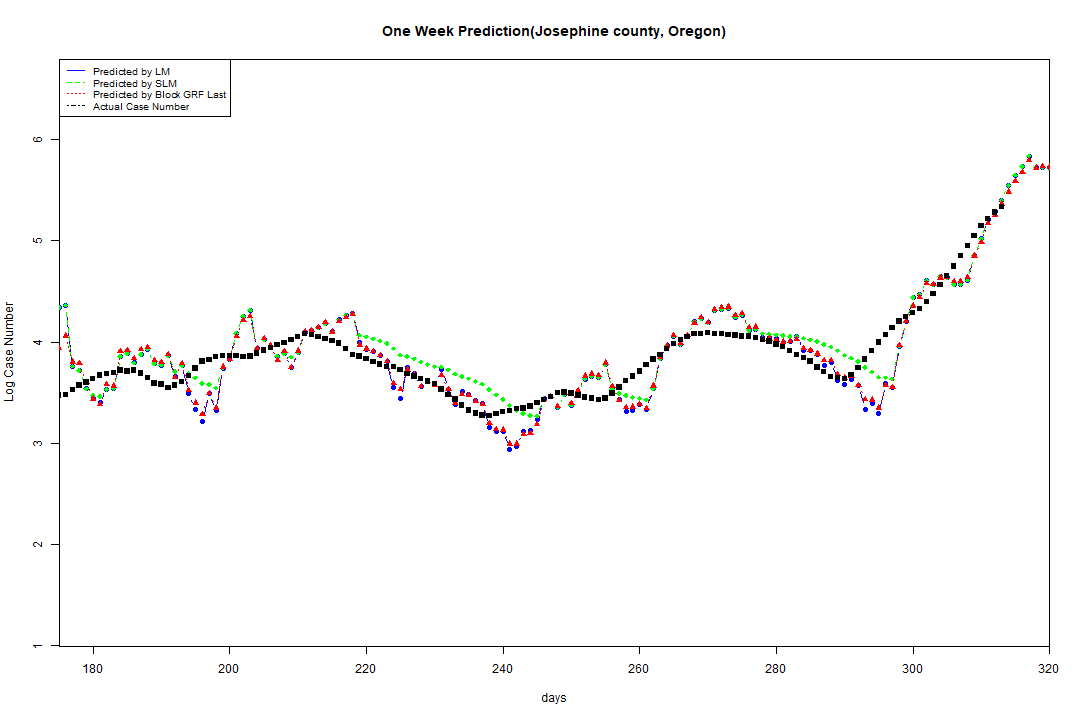 One Week Prediction(Josephine county, Oregon)
Predicted by LM
Predicted by SLM
Predicted by Block GRF Last
Actual Case Number
6
5
4
3
2
1
Log Case Number
180 200 220 240 260 280 300 320
days